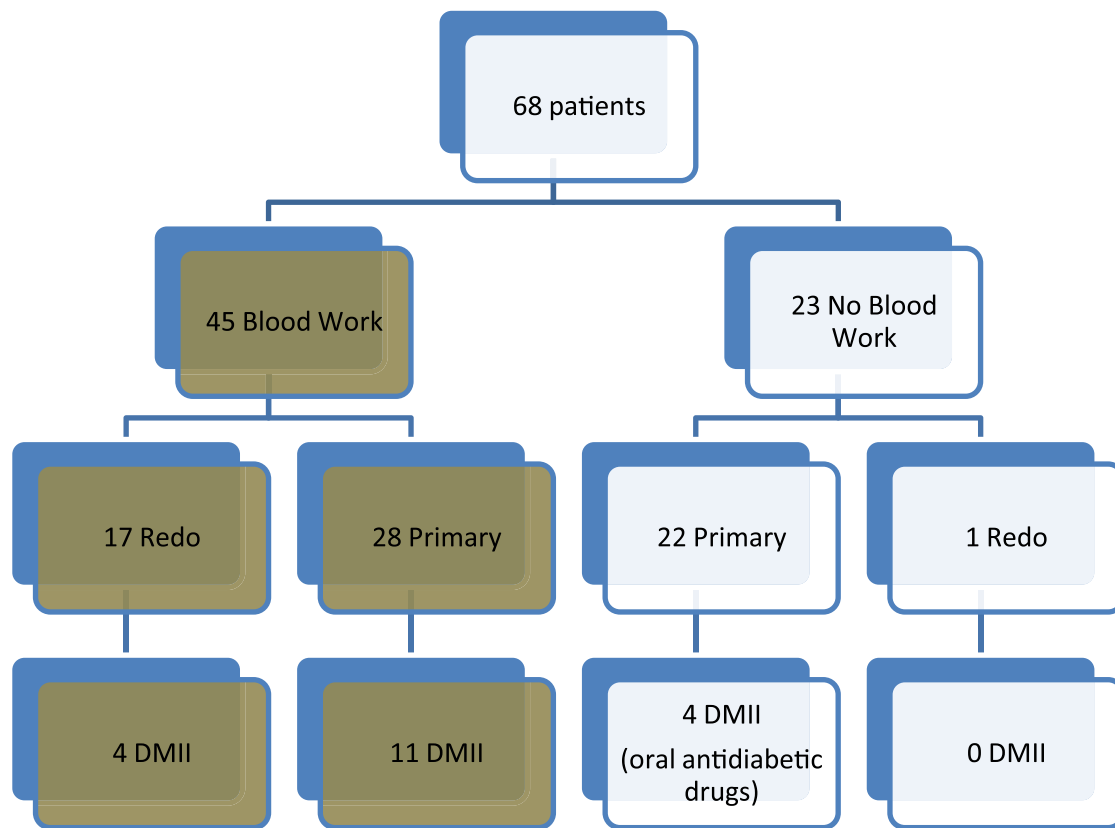 68 patients
45 Blood Work
23 No Blood
Work
17 Redo
28 Primary
22 Primary
1 Redo
4 DMII
11 DMII
4 DMII
(oral antidiabetic
drugs)
0 DMII